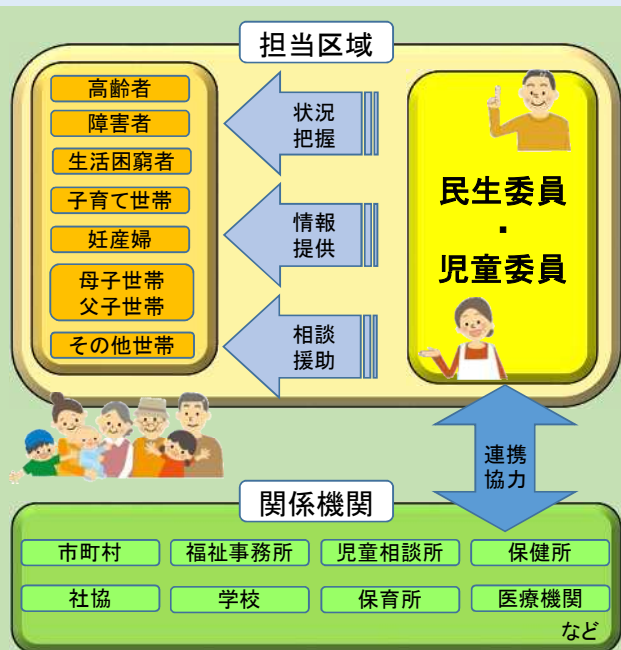 担当区域
高齢者
障害者
生活困窮者
子育て世帯
妊産婦
母子世帯
父子世帯
その他世帯
状況
把握
情報
提供
相談
援助
民生委員
・
児童委員
連携
協力
関係機関
市町村
福祉事務所
児童相談所
保健所
社協
学校
保育所
医療機関
など